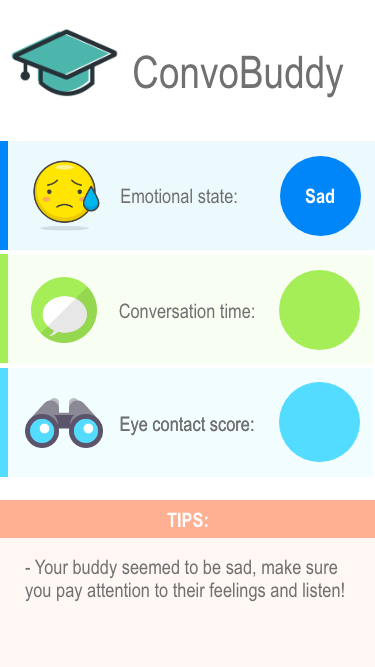 ConvoBuddy
Emotional state:
Sad
Conversation time:
Eye contact score:
TIPS:
- Your buddy seemed to be sad, make sure
you pay attention to their feelings and listen!